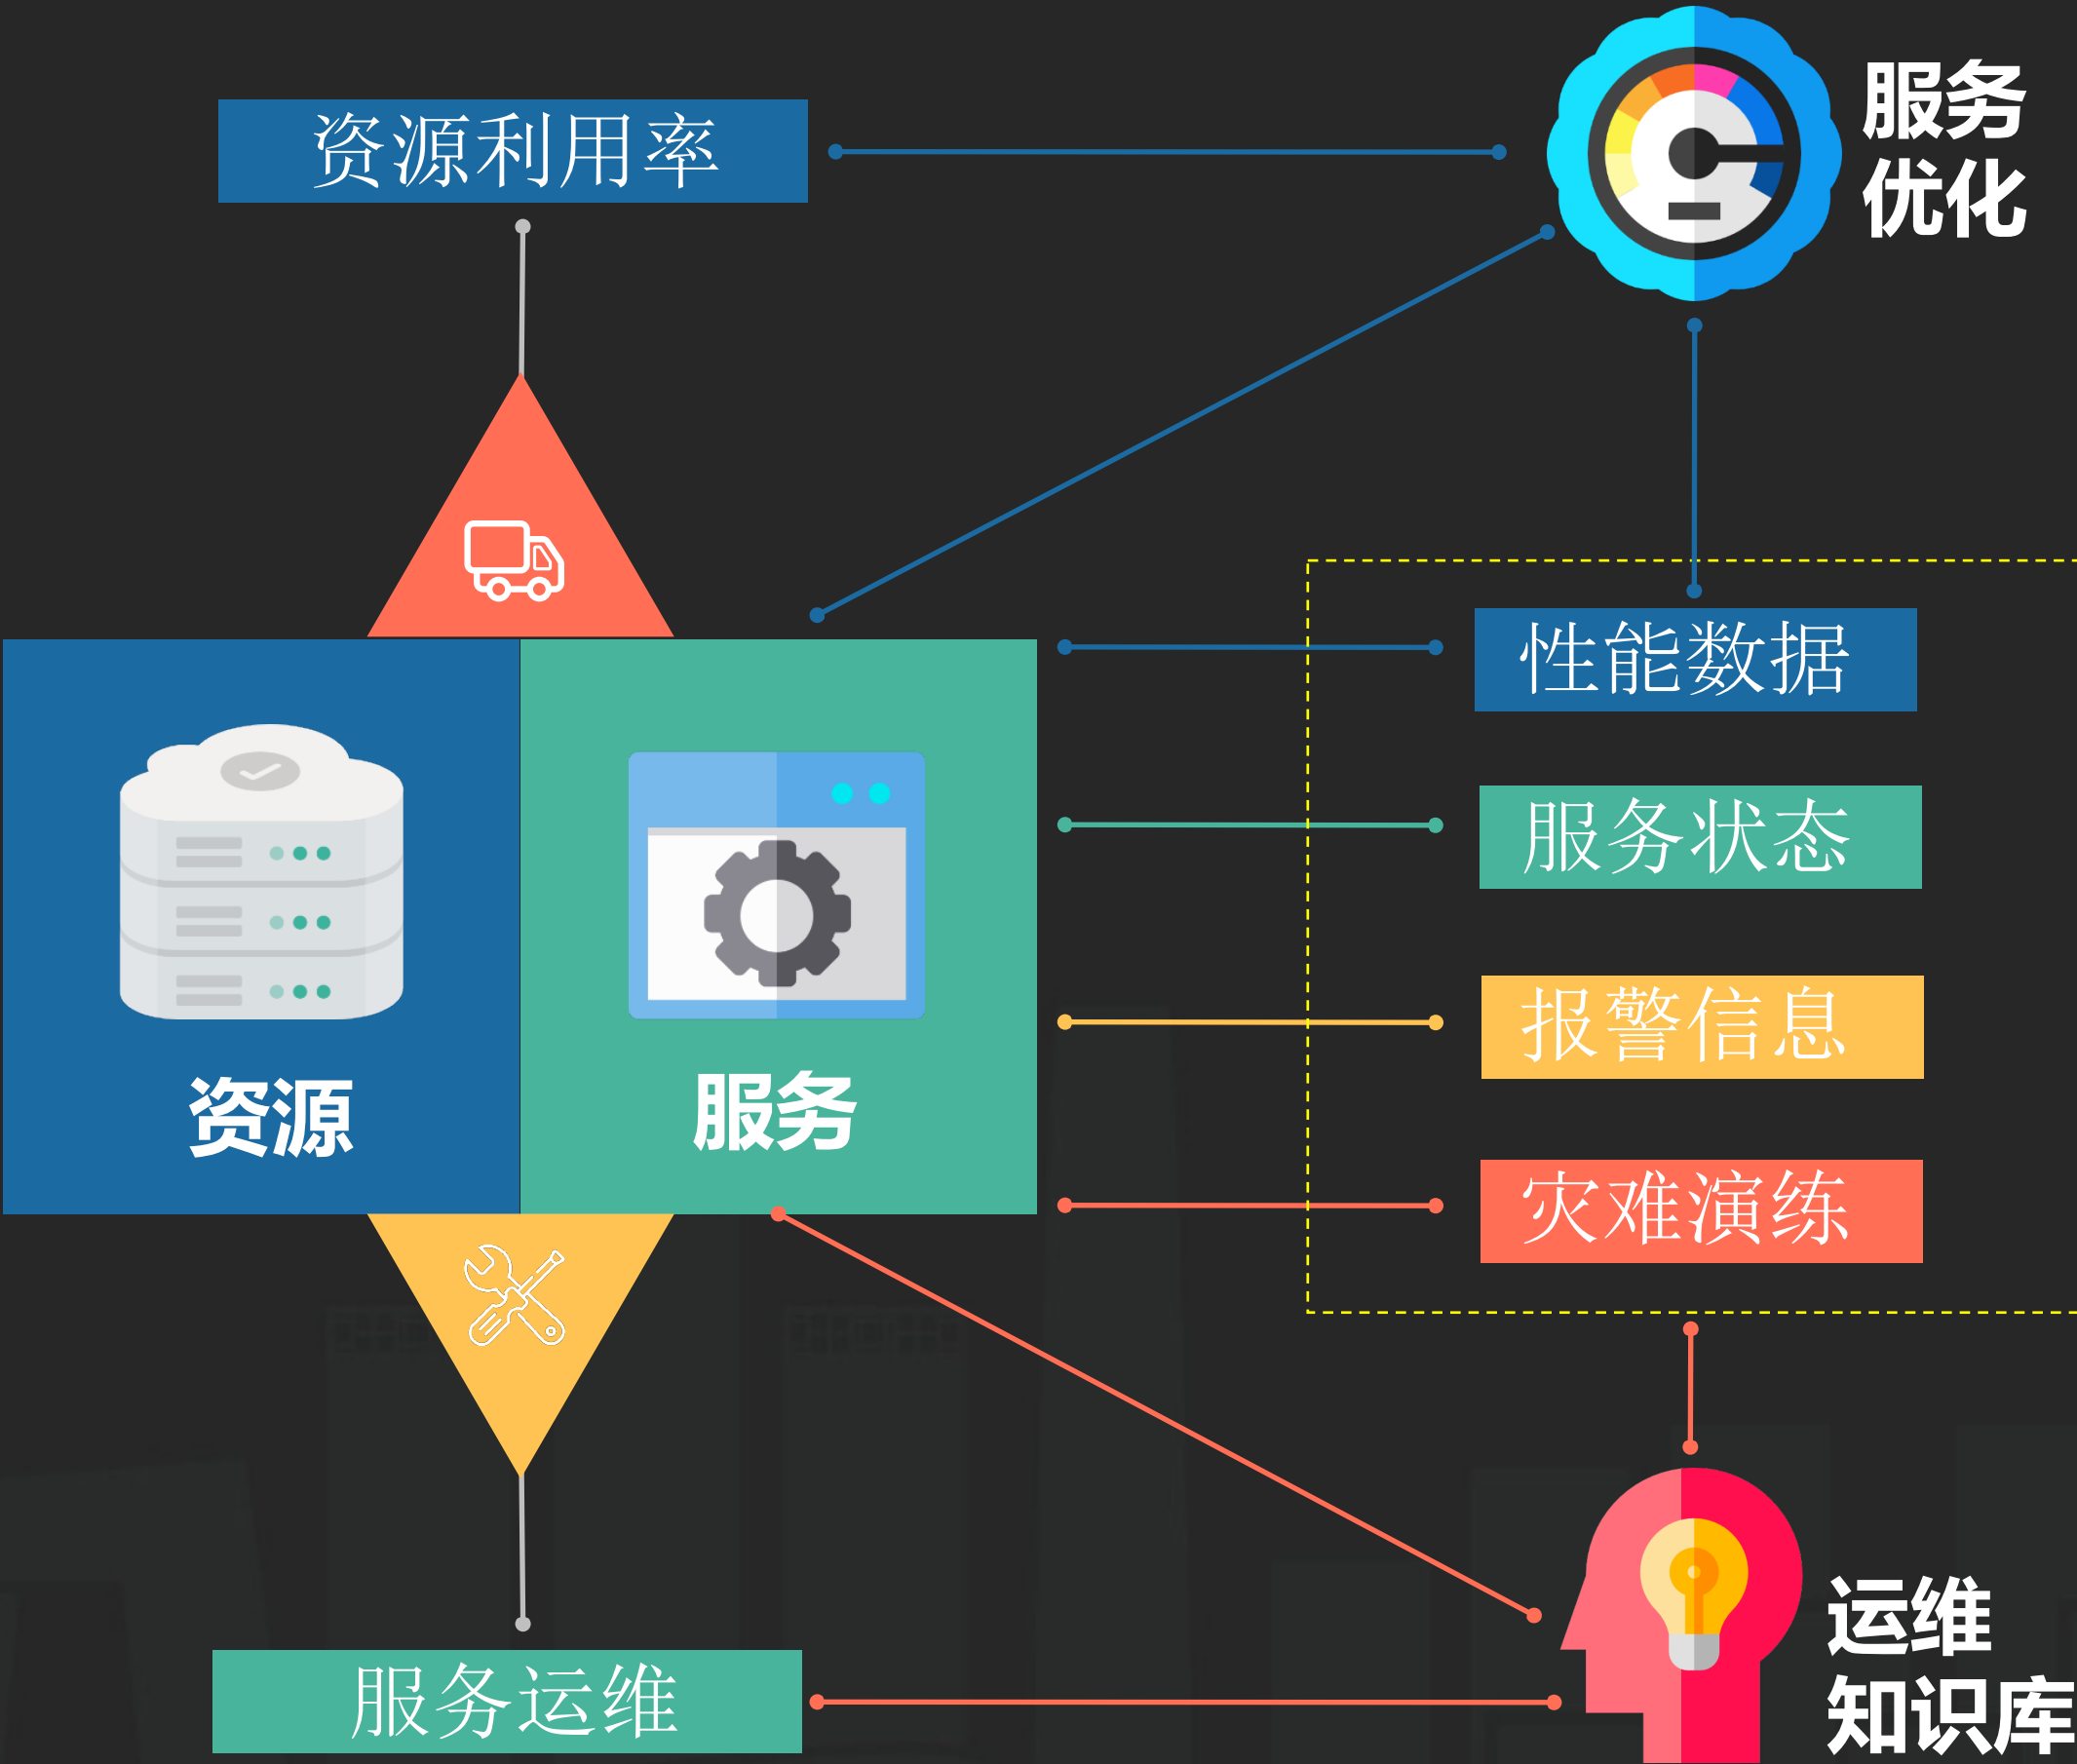 资源利用率
服务
优化
性能数据
服务状态
报警信息
灾难演练
资源
服务
服务运维
运维
知识库